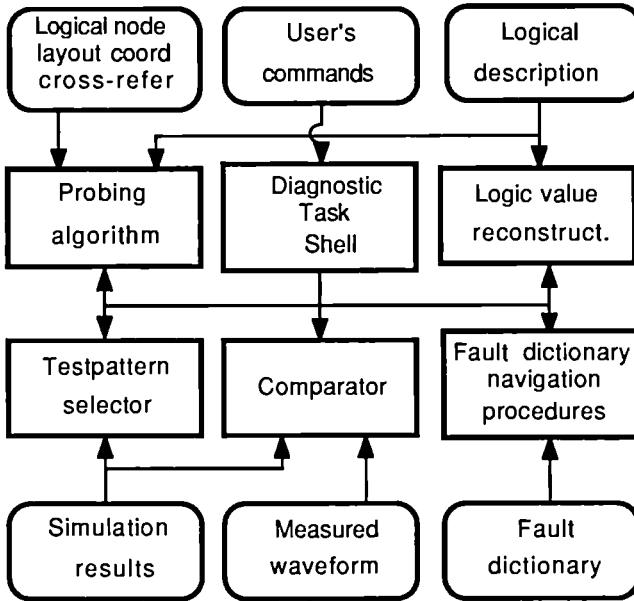 Logical node
layout coord
cross-refer
User's
commands
Logical
description
Probing
algorithm
Diagnostic
Task
Shell
Logic value
reconstruct.
Testpattern
selector
Comparator
Fault dictionary
navigation
procedures
Simulation
results
Measured
waveform
Fault
dictionary